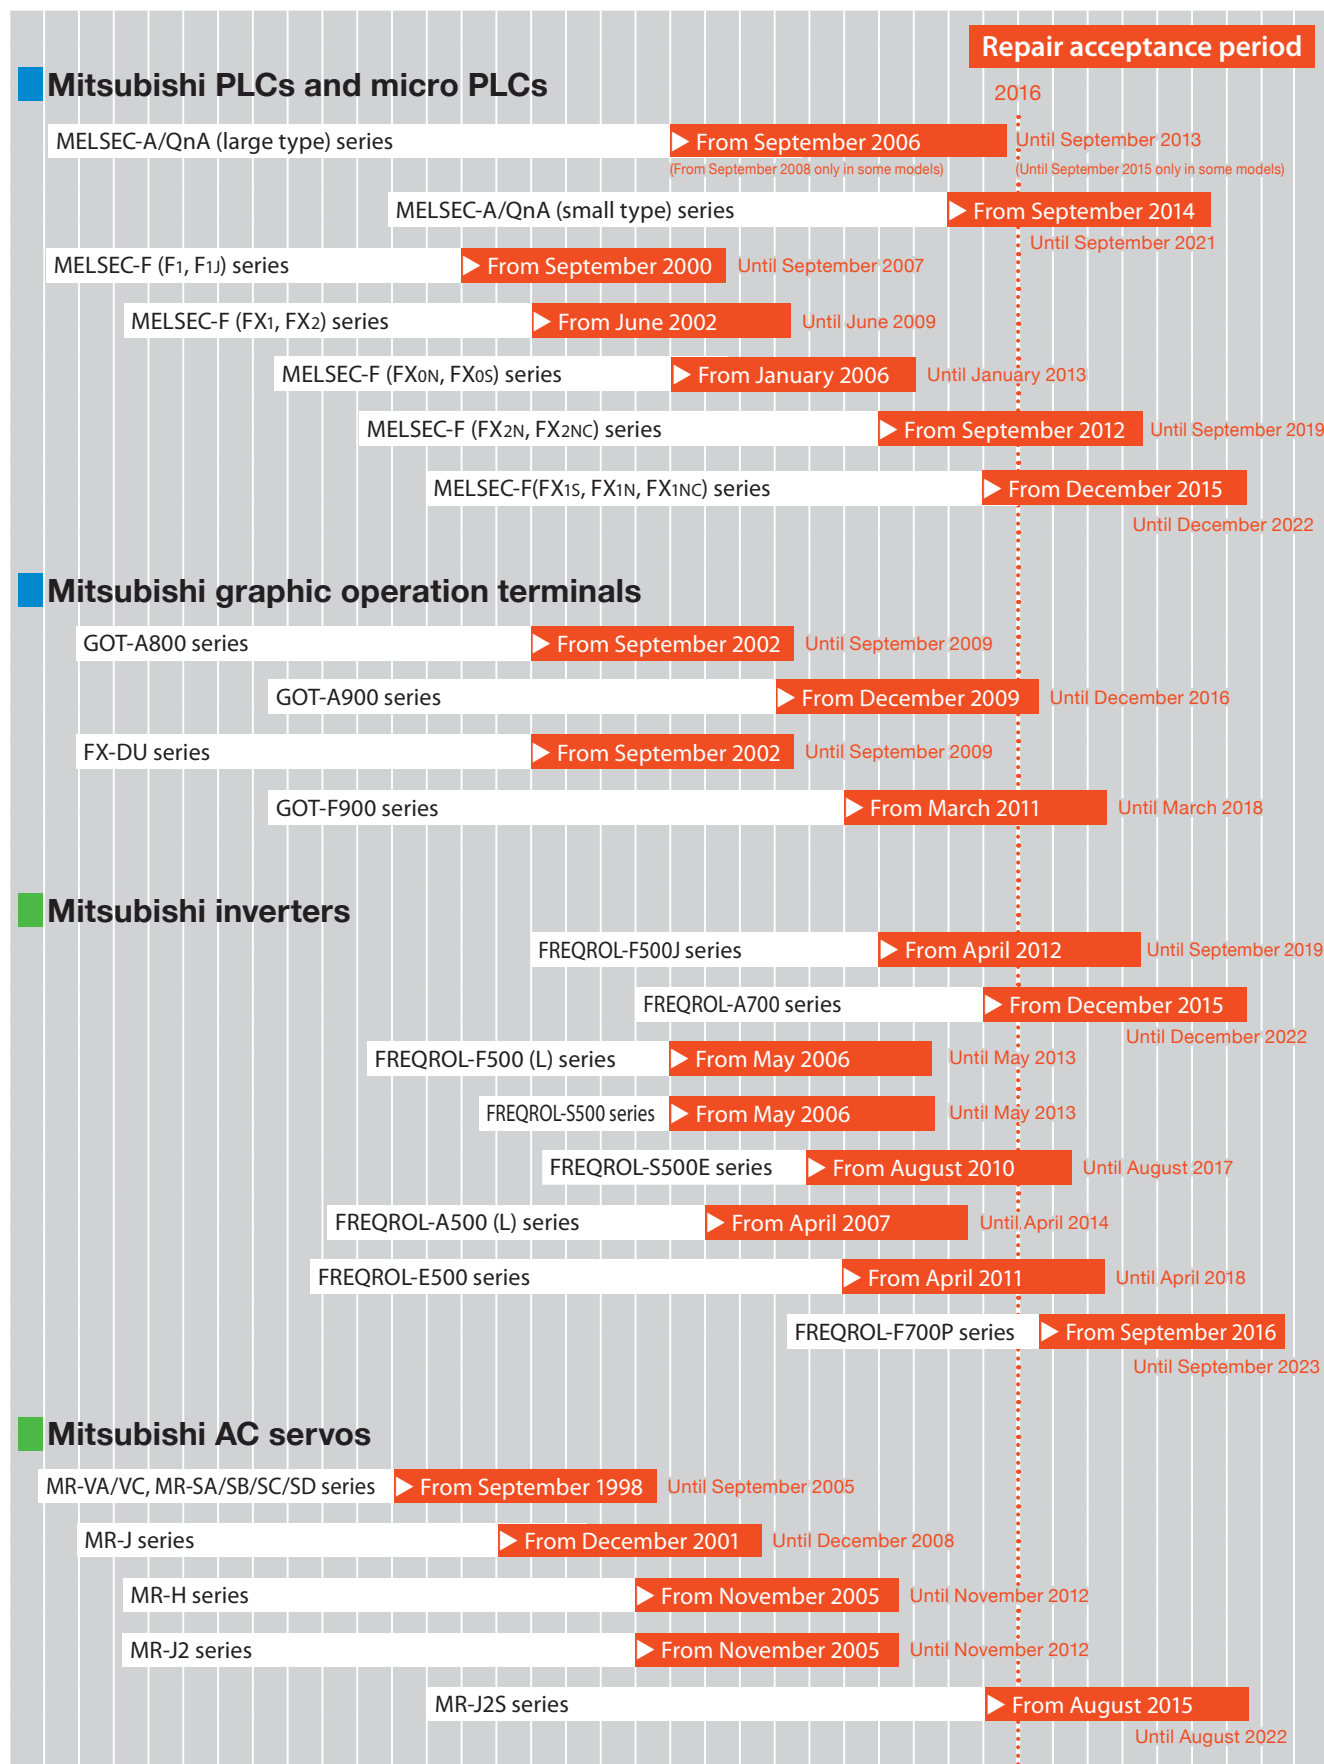 Repair acceptance period
Mitsubishi PLCs and micro PLCs
2016
MELSEC-A/QnA (large type) series
From September 2006
Until September 2013
(From September 2008 only in some models)
(Until September 2015 only in some models)
MELSEC-A/QnA (small type) series
From September 2014
Until September 2021
MELSEC-F (F1, F1J) series
From September 2000
Until September 2007
MELSEC-F (FX1, FX2) series
From June 2002
Until June 2009
MELSEC-F (FX0N, FX0S) series
From January 2006
Until January 2013
MELSEC-F (FX2N, FX2NC) series
From September 2012
Until September 2019
MELSEC-F(FX1S, FX1N, FX1NC) series
From December 2015
Until December 2022
Mitsubishi graphic operation terminals
GOT-A800 series
From September 2002
Until September 2009
GOT-A900 series
From December 2009
Until December 2016
FX-DU series
From September 2002
Until September 2009
GOT-F900 series
From March 2011
Until March 2018
Mitsubishi inverters
FREQROL-F500J series
From April 2012
Until September 2019
FREQROL-A700 series
From December 2015
Until December 2022
FREQROL-F500 (L) series
From May 2006
Until May 2013
FREQROL-S500 series
From May 2006
Until May 2013
FREQROL-S500E series
From August 2010
Until August 2017
FREQROL-A500 (L) series
From April 2007
Until April 2014
FREQROL-E500 series
From April 2011
Until April 2018
FREQROL-F700P series
From September 2016
Until September 2023
Mitsubishi AC servos
MR-VA/VC, MR-SA/SB/SC/SD series
From September 1998
Until September 2005
MR-J series
From December 2001
Until December 2008
MR-H series
From November 2005
Until November 2012
MR-J2 series
From November 2005
Until November 2012
MR-J2S series
From August 2015
Until August 2022